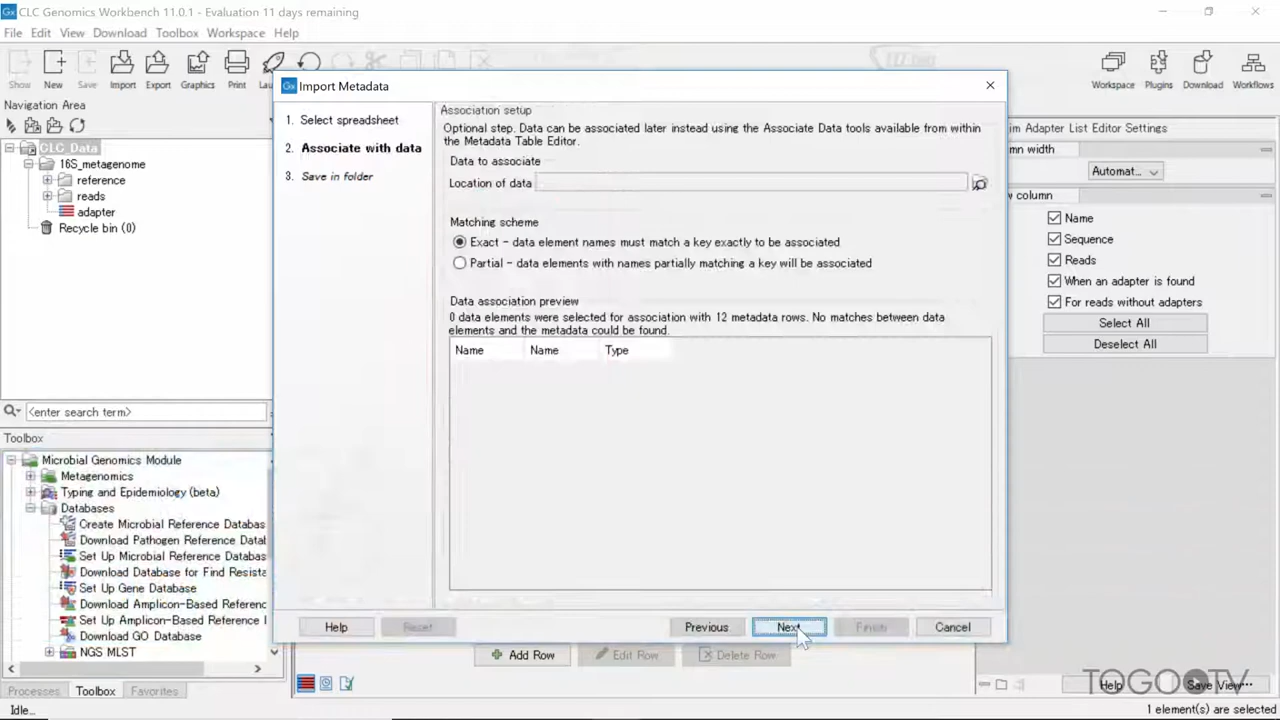 CLC Genomics Workbench 11.0.1 - Evaluation 11 days remaining
File Edit View Download Toolbox Workspace Help
Show New Save Import Export Graphics Print Workspace Plugins Download Workflows
Navigation Area
CLC_Data
16S_metagenome
reference
reads
adapter
Recycle bin (0)
<enter search term>
Toolbox
Microbial Genomics Module
Metagenomics
Typing and Epidemiology (beta)
Databases
Create Microbial Reference Databas
Download Pathogen Reference Datal
Set Up Microbial Reference Databas
Download Database for Find Resista
Set Up Gene Database
Download Amplicon-Based Referenc
Set Up Amplicon-Based Reference I
Download GO Database
NGS MLST
Processes Toolbox Favorites
Idle...
Import Metadata
1. Select spreadsheet
2. Associate with data
3. Save in folder
Association setup
Optional step. Data can be associated later instead using the Associate Data tools available from within
the Metadata Table Editor.
Data to associate
Location of data
Matching scheme
Exact - data element names must match a key exactly to be associated
Partial - data elements with names partially matching a key will be associated
Data association preview
0 data elements were selected for association with 12 metadata rows. No matches between data
elements and the metadata could be found.
Name Name Type
Help Reset Previous Next Finish Cancel
Add Row Edit Row Delete Row
im Adapter List Editor Settings
mn width
Automat...
v column
Name
Sequence
Reads
When an adapter is found
For reads without adapters
Select All
Deselect All
Help Save View...
TOGOTV
1 element(s) are selected